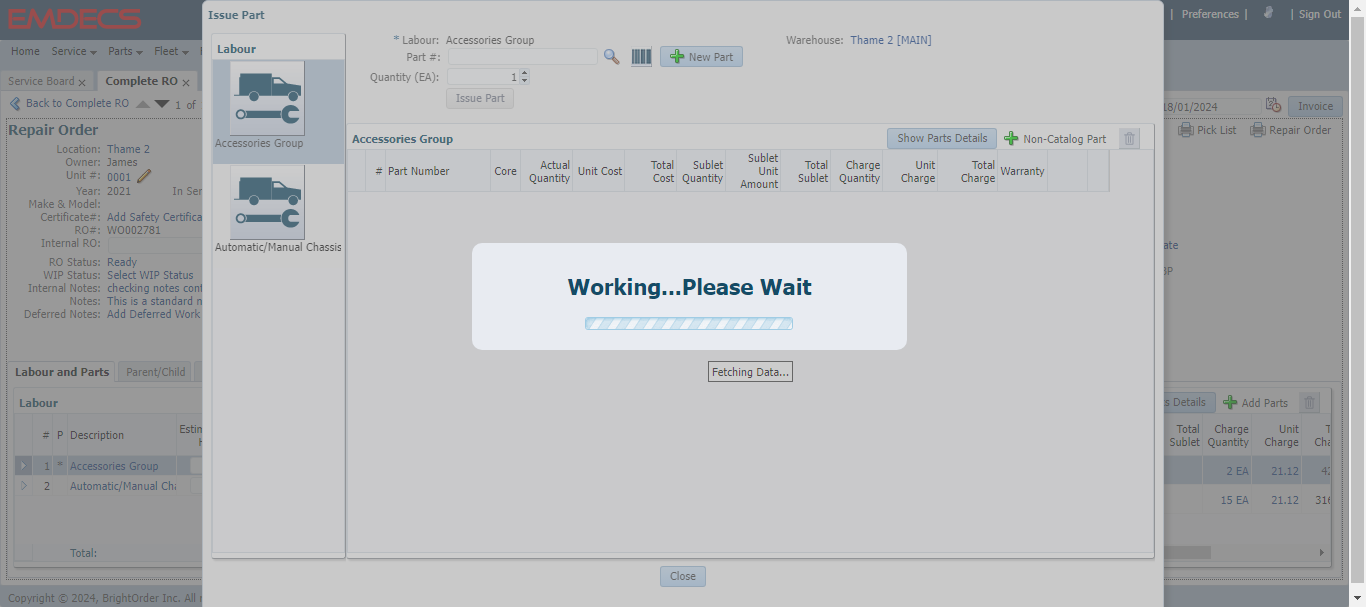 EMDECS
| Preferences | | Sign Out
Home Service Parts Fleet
Service Board x Complete RO x
Back to Complete RO 1 of
18/01/2024 Invoice
Pick List Repair Order
Repair Order
Location: Thame 2
Owner: James
Unit #: 0001
Year: 2021 In Ser
Make & Model:
Certificate#: Add Safety Certifica
RO#: WO002781
Internal RO:
RO Status: Ready
WIP Status: Select WIP Status
Internal Notes: checking notes cont
Notes: This is a standard n
Deferred Notes: Add Deferred Work
ate
Labour and Parts Parent/Child
Labour
# P Description Estim
H
1 * Accessories Group
2 Automatic/Manual Cha
Total:
s Details Add Parts
Total Sublet
Charge Quantity
Unit Charge
T
Cha
2 EA 21.12 42
15 EA 21.12 316
Copyright © 2024, BrightOrder Inc. All
Issue Part
Labour
Accessories Group
Automatic/Manual Chassis
* Labour: Accessories Group
Warehouse: Thame 2 [MAIN]
Part #:
New Part
Quantity (EA): 1
Issue Part
Accessories Group
Show Parts Details Non-Catalog Part
#
Part Number
Core
Actual
Quantity
Unit Cost
Total
Cost
Sublet
Quantity
Sublet
Unit
Amount
Total
Sublet
Charge
Quantity
Unit
Charge
Total
Charge
Warranty
Working...Please Wait
Fetching Data...
Close